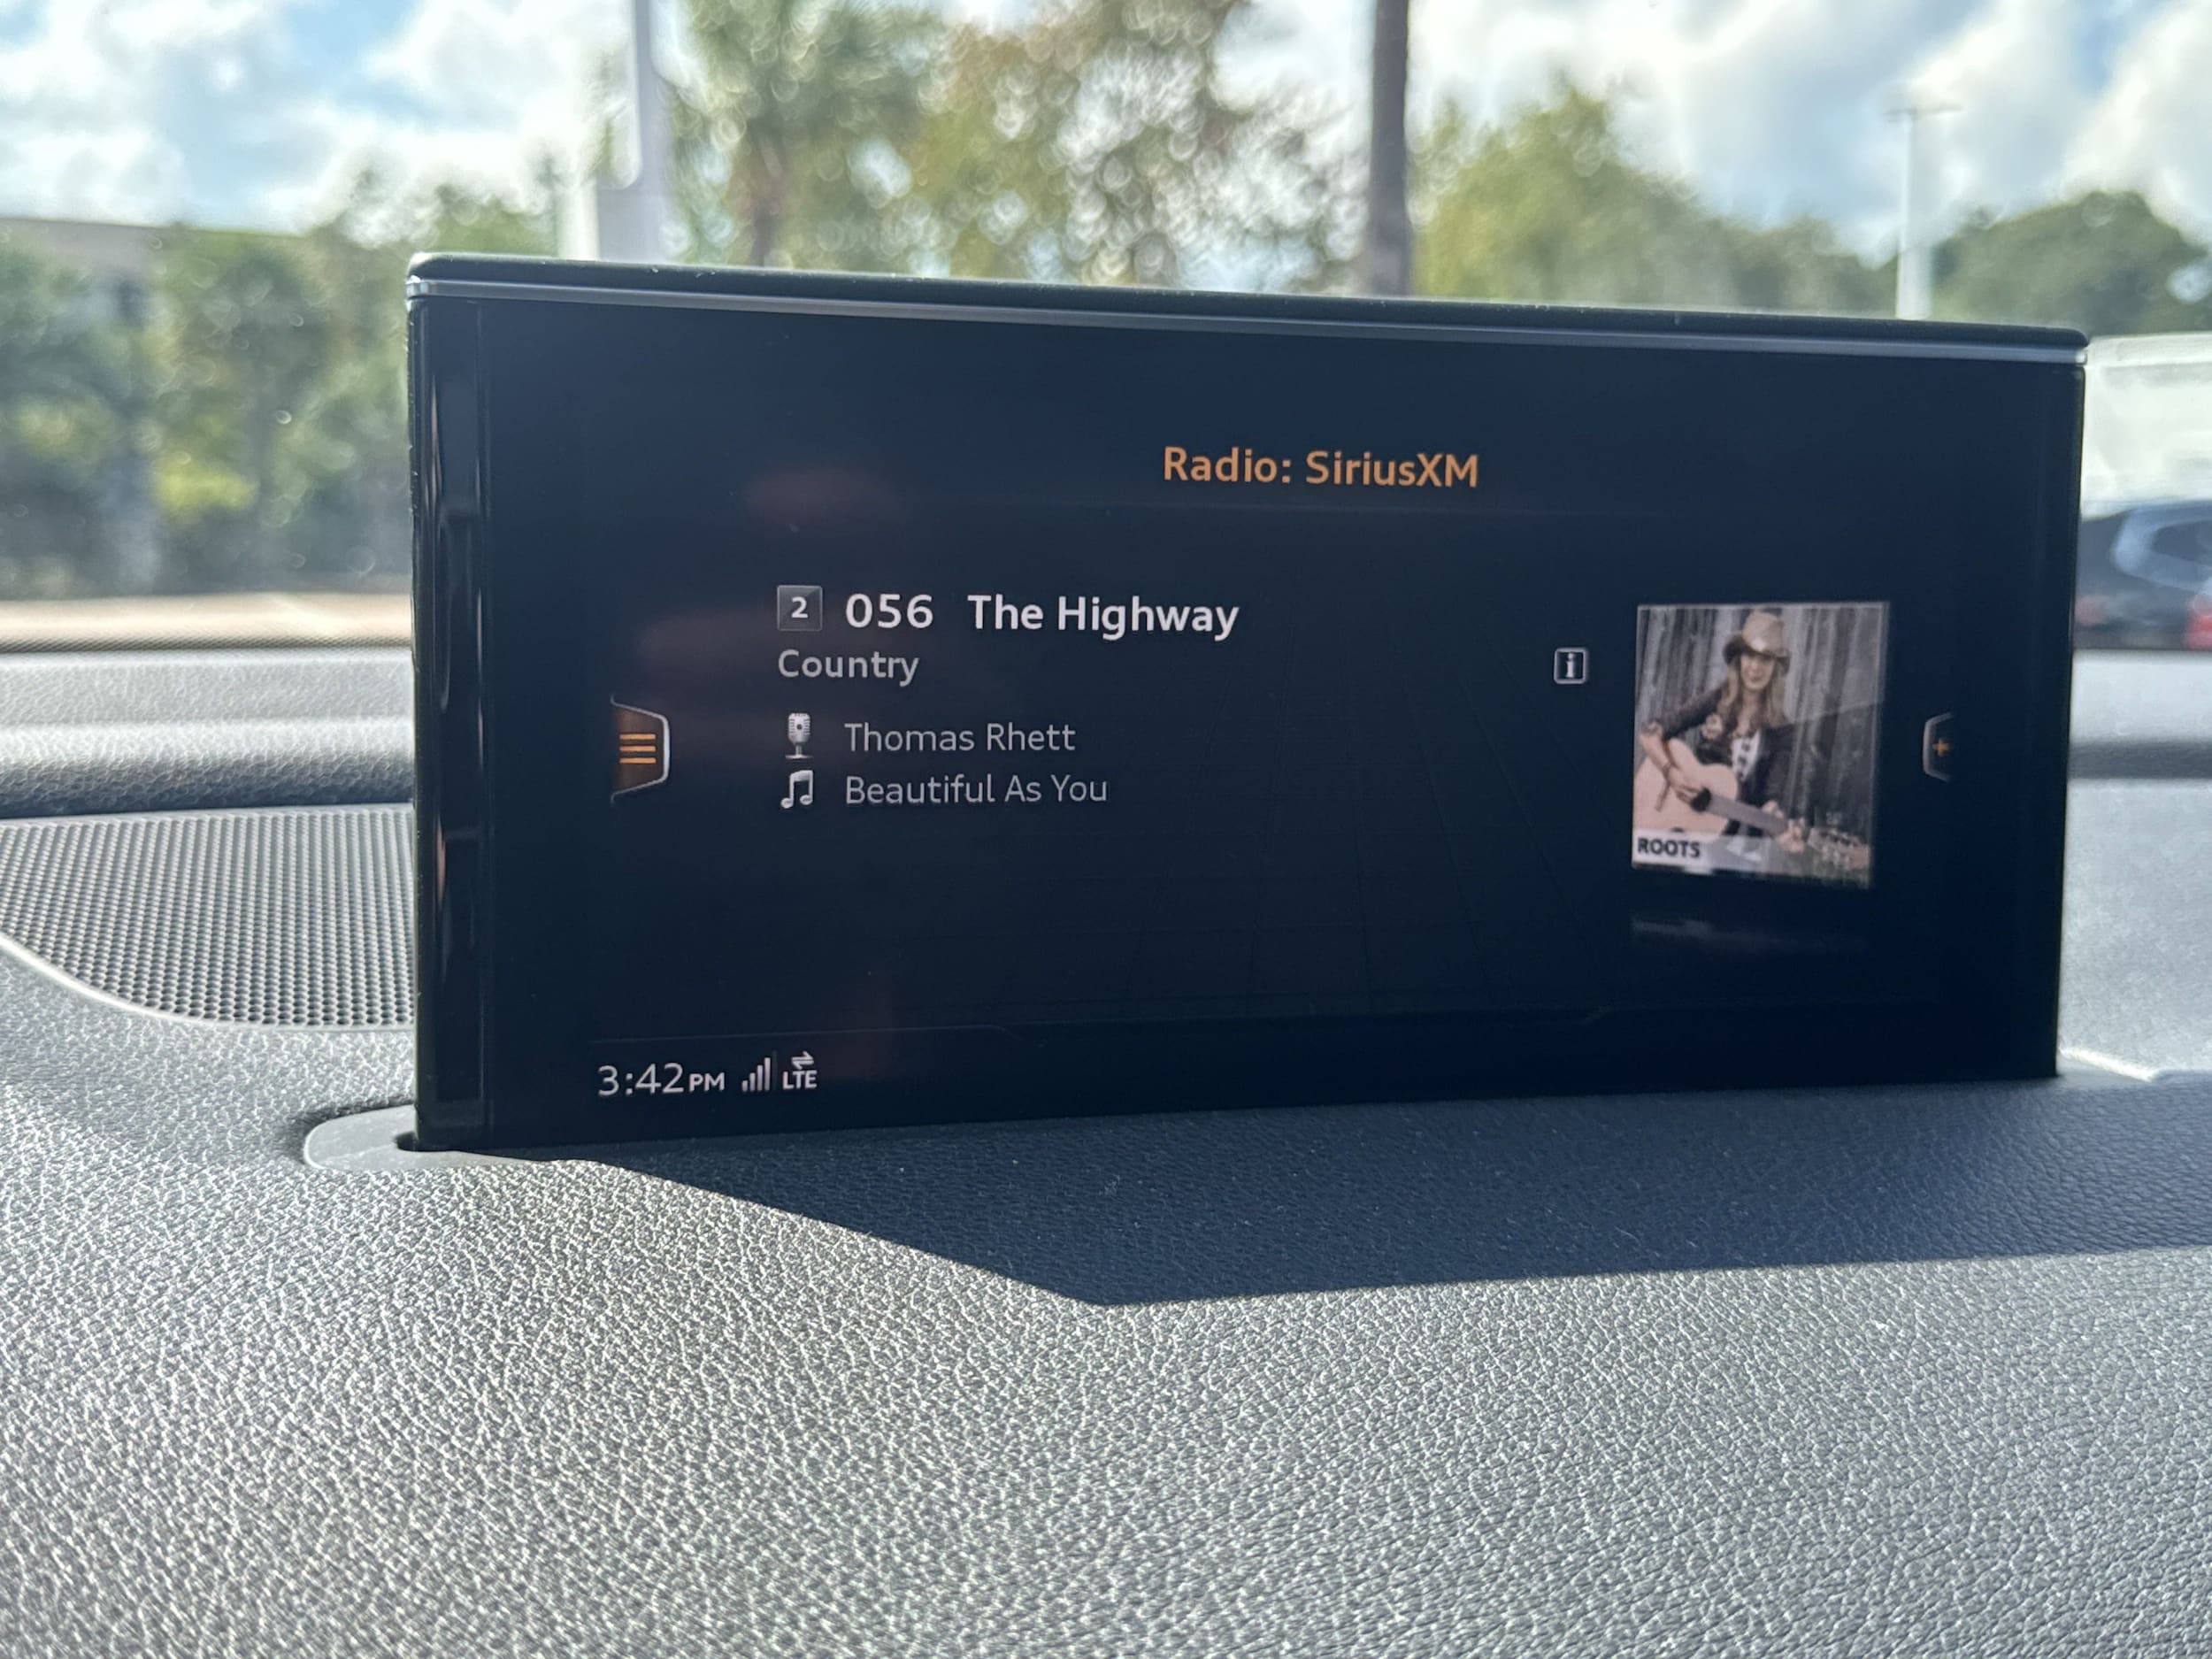 Radio: SiriusXM
2 056 The Highway
Country
Thomas Rhett
Beautiful As You
ROOTS
3:42PM LTE